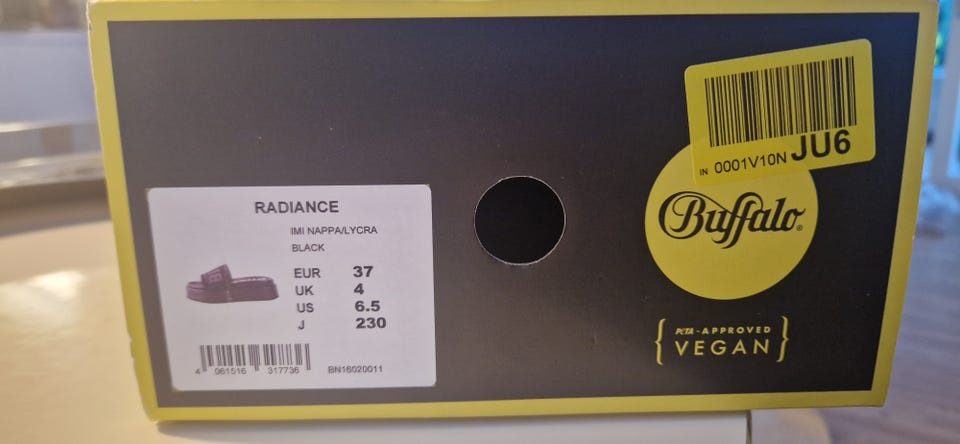 RADIANCE
IMI NAPPA/LYCRA
BLACK
EUR 37
UK 4
US 6.5
J 230
4 061516 317736
BN16020011
IN 0001V10N JU6
Buffalo®
PETA-APPROVED
VEGAN